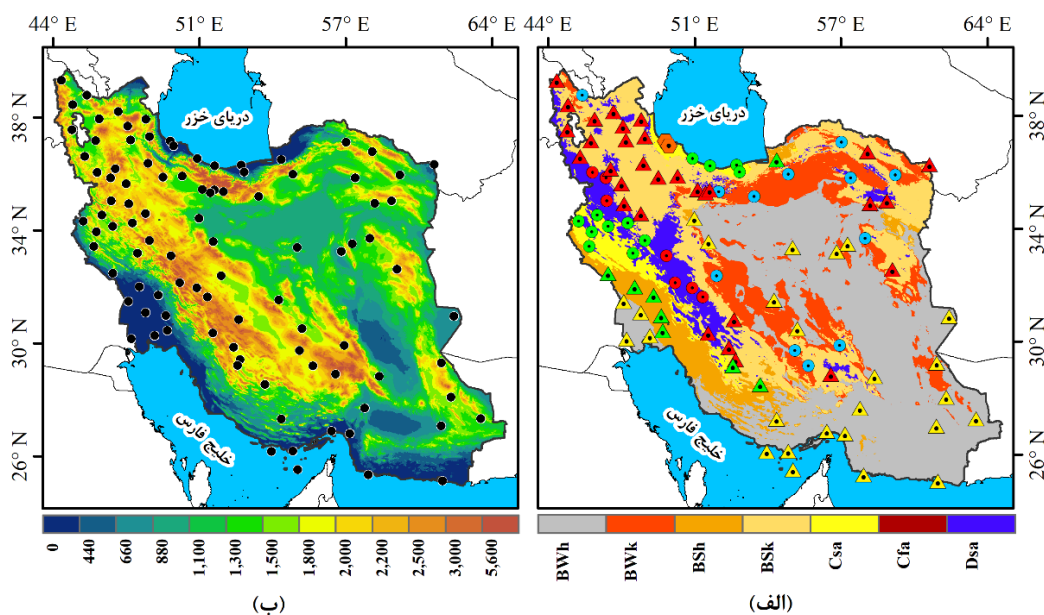 44° E 51° E 57° E 64° E
44° E 51° E 57° E 64° E
38° N
34° N
30° N
26° N
38° N
34° N
30° N
26° N
دریای خزر
خلیج فارس
دریای خزر
خلیج فارس
0 440 660 880 1,100 1,300 1,500 1,800 2,000 2,200 2,500 3,000 5,600
BWh BWk BSh BSk Csa Cfa Dsa
(ب)
(الف)